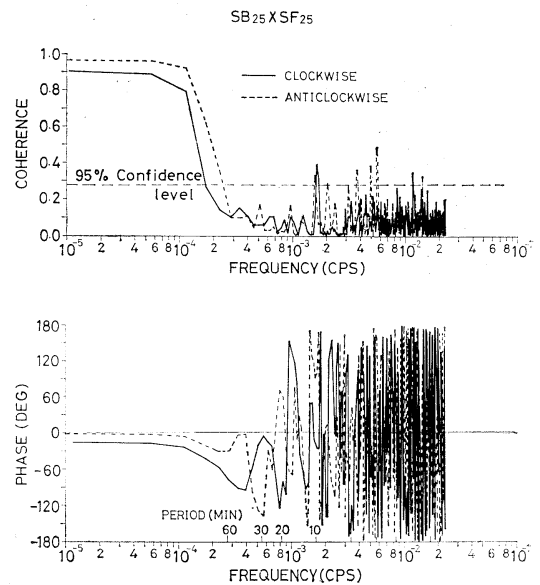 SB25XSF25
CLOCKWISE
ANTICLOCKWISE
COHERENCE
1.0
0.8
0.6
0.4
0.2
0.0
95% Confidence
level
10-5 2 4 6 8 10-4 2 4 6 8 10-3 2 4 6 8 10-2 2 4 6 8 10-1
FREQUENCY (CPS)
PHASE (DEG)
180
120
60
0
-60
-120
-180
PERIOD (MIN)
60 30 20 10
10-5 2 4 6 8 10-4 2 4 6 8 10-3 2 4 6 8 10-2 2 4 6 8 10-1
FREQUENCY (CPS)